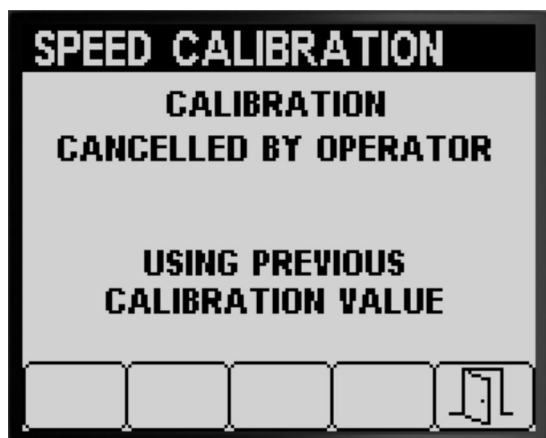 SPEED CALIBRATION
CALIBRATION
CANCELLED BY OPERATOR
USING PREVIOUS
CALIBRATION VALUE